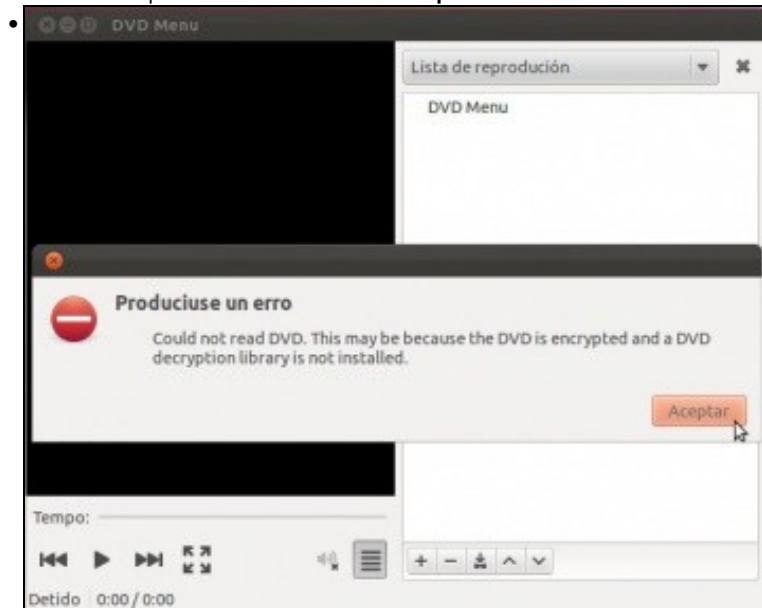 DVD Menu
Lista de reprodución
DVD Menu
Produciuse un erro
Could not read DVD. This may be because the DVD is encrypted and a DVD
decryption library is not installed.
Aceptar
Tempo:
Detido 0:00 / 0:00